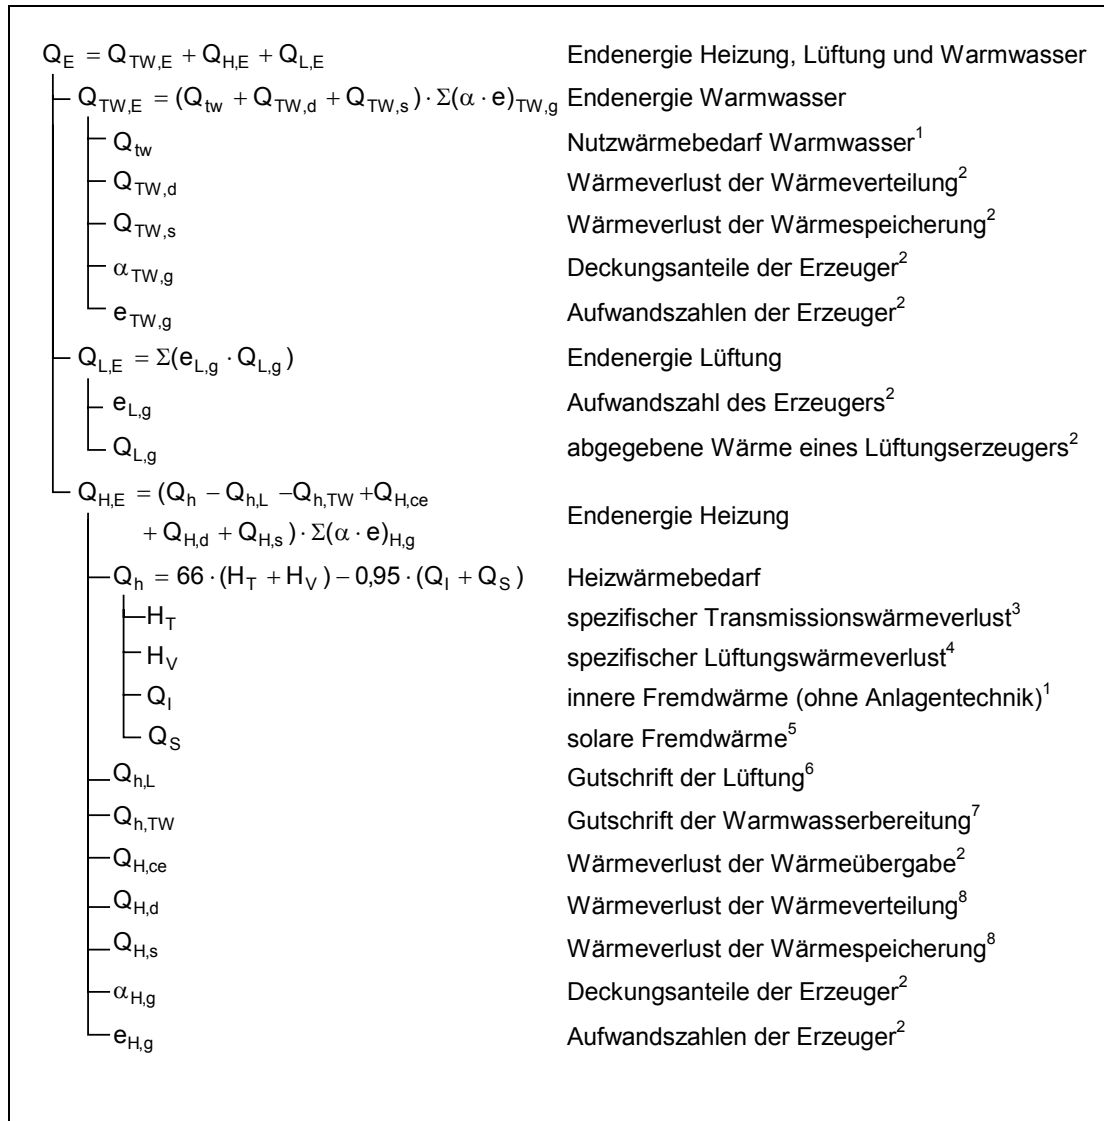 Q_E = Q_TW,E + Q_H,E + Q_L,E Endenergie Heizung, Lüftung und Warmwasser
Q_TW,E = (Q_tw + Q_TW,d + Q_TW,s) · Σ(α · e)_TW,g Endenergie Warmwasser
Q_tw Nutzwärmebedarf Warmwasser¹
Q_TW,d Wärmeverlust der Wärmeverteilung²
Q_TW,s Wärmeverlust der Wärmespeicherung²
α_TW,g Deckungsanteile der Erzeuger²
e_TW,g Aufwandszahlen der Erzeuger²
Q_L,E = Σ(e_L,g · Q_L,g) Endenergie Lüftung
e_L,g Aufwandszahl des Erzeugers²
Q_L,g abgegebene Wärme eines Lüftungserzeugers²
Q_H,E = (Q_h − Q_h,L −Q_h,TW +Q_H,ce
+ Q_H,d + Q_H,s) · Σ(α · e)_H,g Endenergie Heizung
Q_h = 66 · (H_T + H_V) − 0,95 · (Q_I + Q_S) Heizwärmebedarf
H_T spezifischer Transmissionswärmeverlust³
H_V spezifischer Lüftungswärmeverlust⁴
Q_I innere Fremdwärme (ohne Anlagentechnik)¹
Q_S solare Fremdwärme⁵
Q_h,L Gutschrift der Lüftung⁶
Q_h,TW Gutschrift der Warmwasserbereitung⁷
Q_H,ce Wärmeverlust der Wärmeübergabe²
Q_H,d Wärmeverlust der Wärmeverteilung⁸
Q_H,s Wärmeverlust der Wärmespeicherung⁸
α_H,g Deckungsanteile der Erzeuger²
e_H,g Aufwandszahlen der Erzeuger²